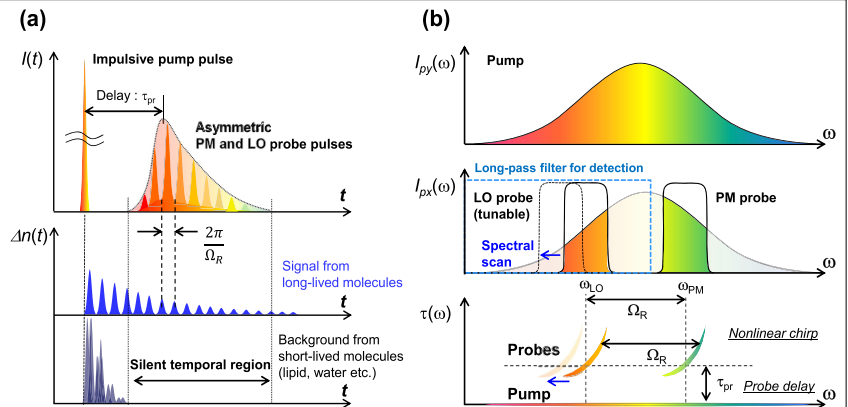 (a)
I(t)
Impulsive pump pulse
Delay : τpr
Asymmetric
PM and LO probe pulses
t
Δn(t)
2π
ΩR
Signal from
long-lived molecules
t
Background from
short-lived molecules
(lipid, water etc.)
Silent temporal region
t
(b)
Ipy(ω)
Pump
ω
Long-pass filter for detection
Ipx(ω)
LO probe
(tunable)
PM probe
Spectral
scan
ω
ωLO
ωPM
τ(ω)
ΩR
Nonlinear chirp
Probes
ΩR
τpr
Probe delay
Pump
ω